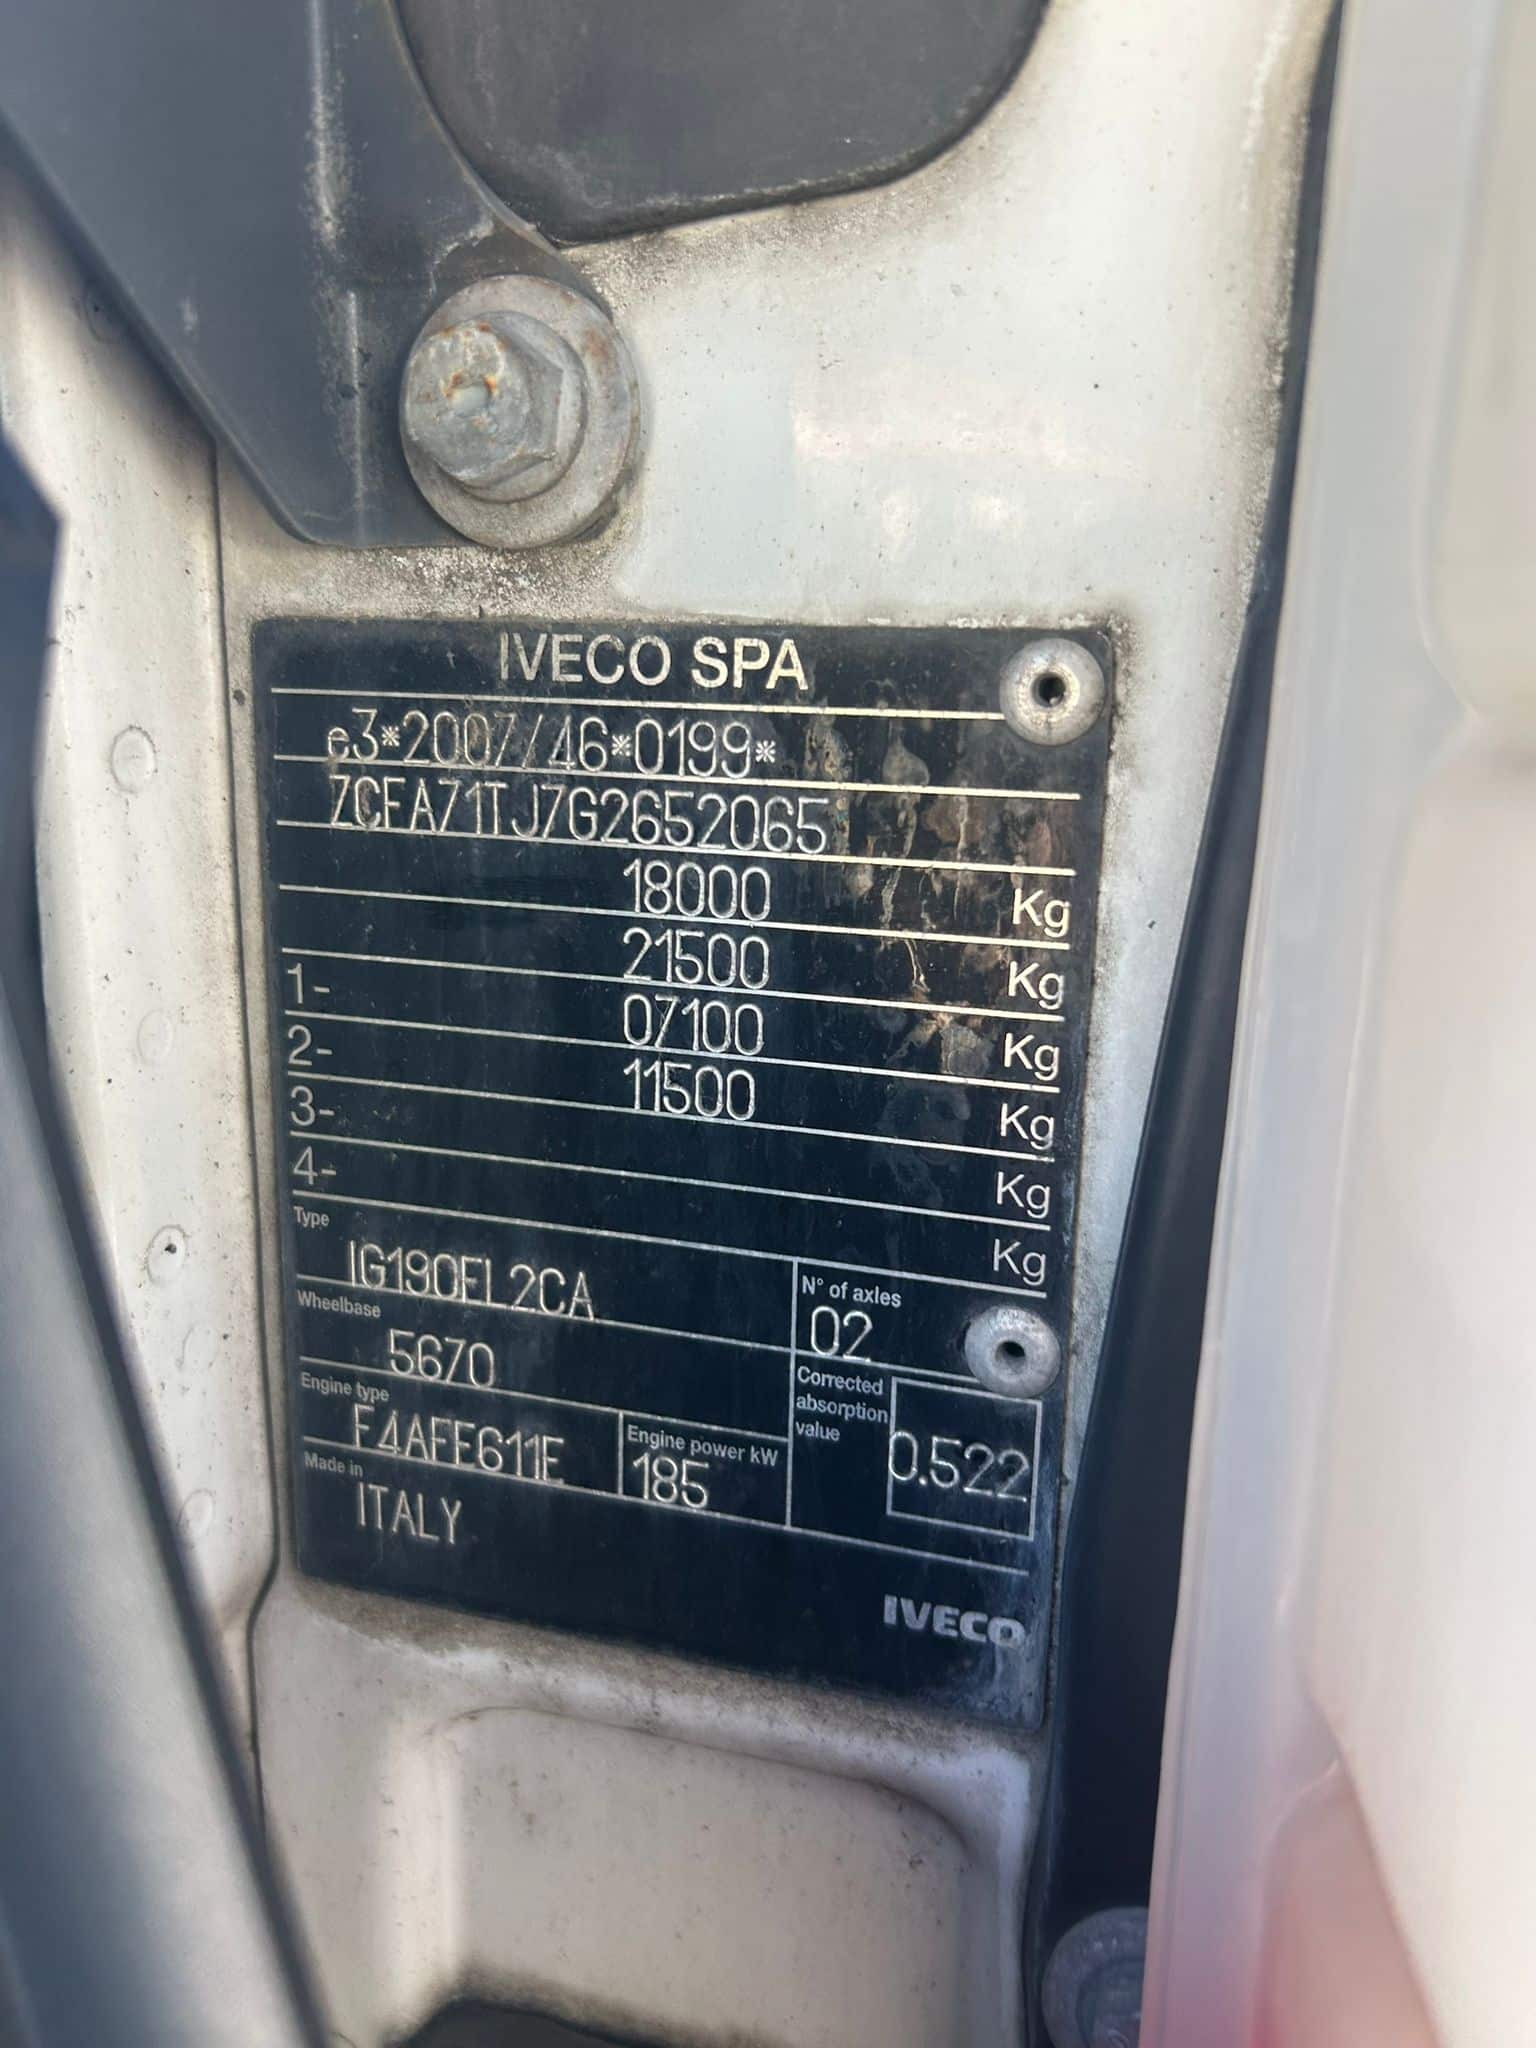 IVECO SPA
e3*2007/46*0199*
ZCFA71TJ7G2652065
18000 Kg
21500 Kg
1- 07100 Kg
2- 11500 Kg
3- Kg
4- Kg
Type
IG190EL2CA
N° of axles
02
Wheelbase
5670
Corrected absorption value
0.522
Engine type
F4AFE611E
Engine power kW
185
Made in
ITALY
IVECO